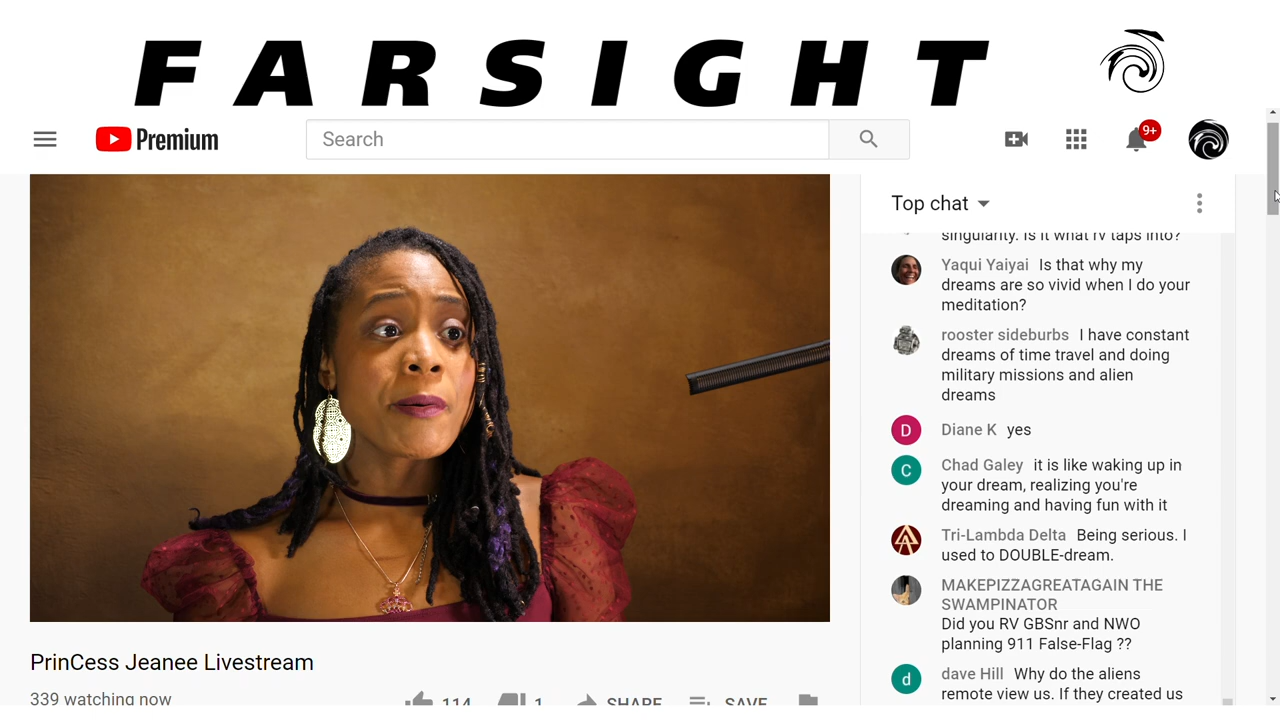 FARSIGHT
Premium
Search
9+
Top chat
singularity. Is it what rv taps into?
Yaqui Yaiyai Is that why my
dreams are so vivid when I do your
meditation?
rooster sideburbs I have constant
dreams of time travel and doing
military missions and alien
dreams
D
Diane K yes
C
Chad Galey it is like waking up in
your dream, realizing you're
dreaming and having fun with it
Tri-Lambda Delta Being serious. I
used to DOUBLE-dream.
MAKEPIZZAGREATAGAIN THE
SWAMPINATOR
Did you RV GBSnr and NWO
planning 911 False-Flag ??
d
dave Hill Why do the aliens
remote view us. If they created us
PrinCess Jeanee Livestream
339 watching now
114
1
SHARE
SAVE